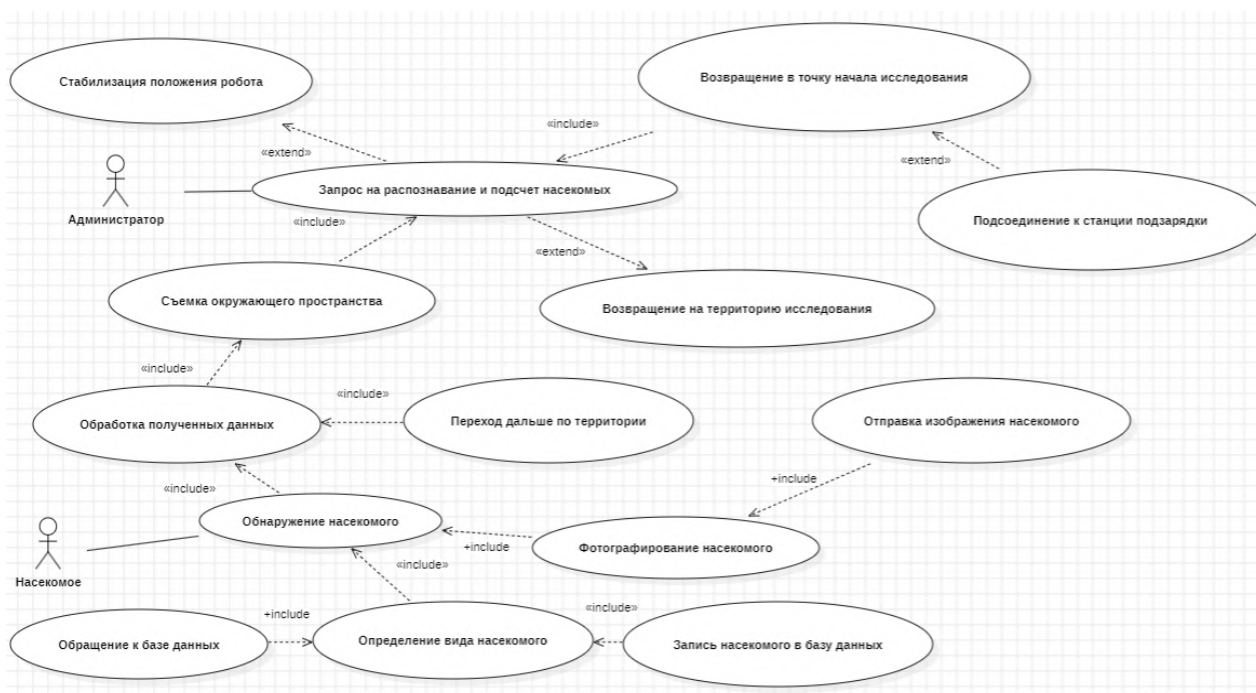 Стабилизация положения робота
Возвращение в точку начала исследования
«include»
«extend»
«extend»
Администратор
Запрос на распознавание и подсчет насекомых
Подсоединение к станции подзарядки
«include»
«extend»
Съемка окружающего пространства
Возвращение на территорию исследования
«include»
«include»
Обработка полученных данных
Переход дальше по территории
Отправка изображения насекомого
+include
«include»
Обнаружение насекомого
+include
Фотографирование насекомого
Насекомое
«include»
+include
«include»
Обращение к базе данных
Определение вида насекомого
Запись насекомого в базу данных